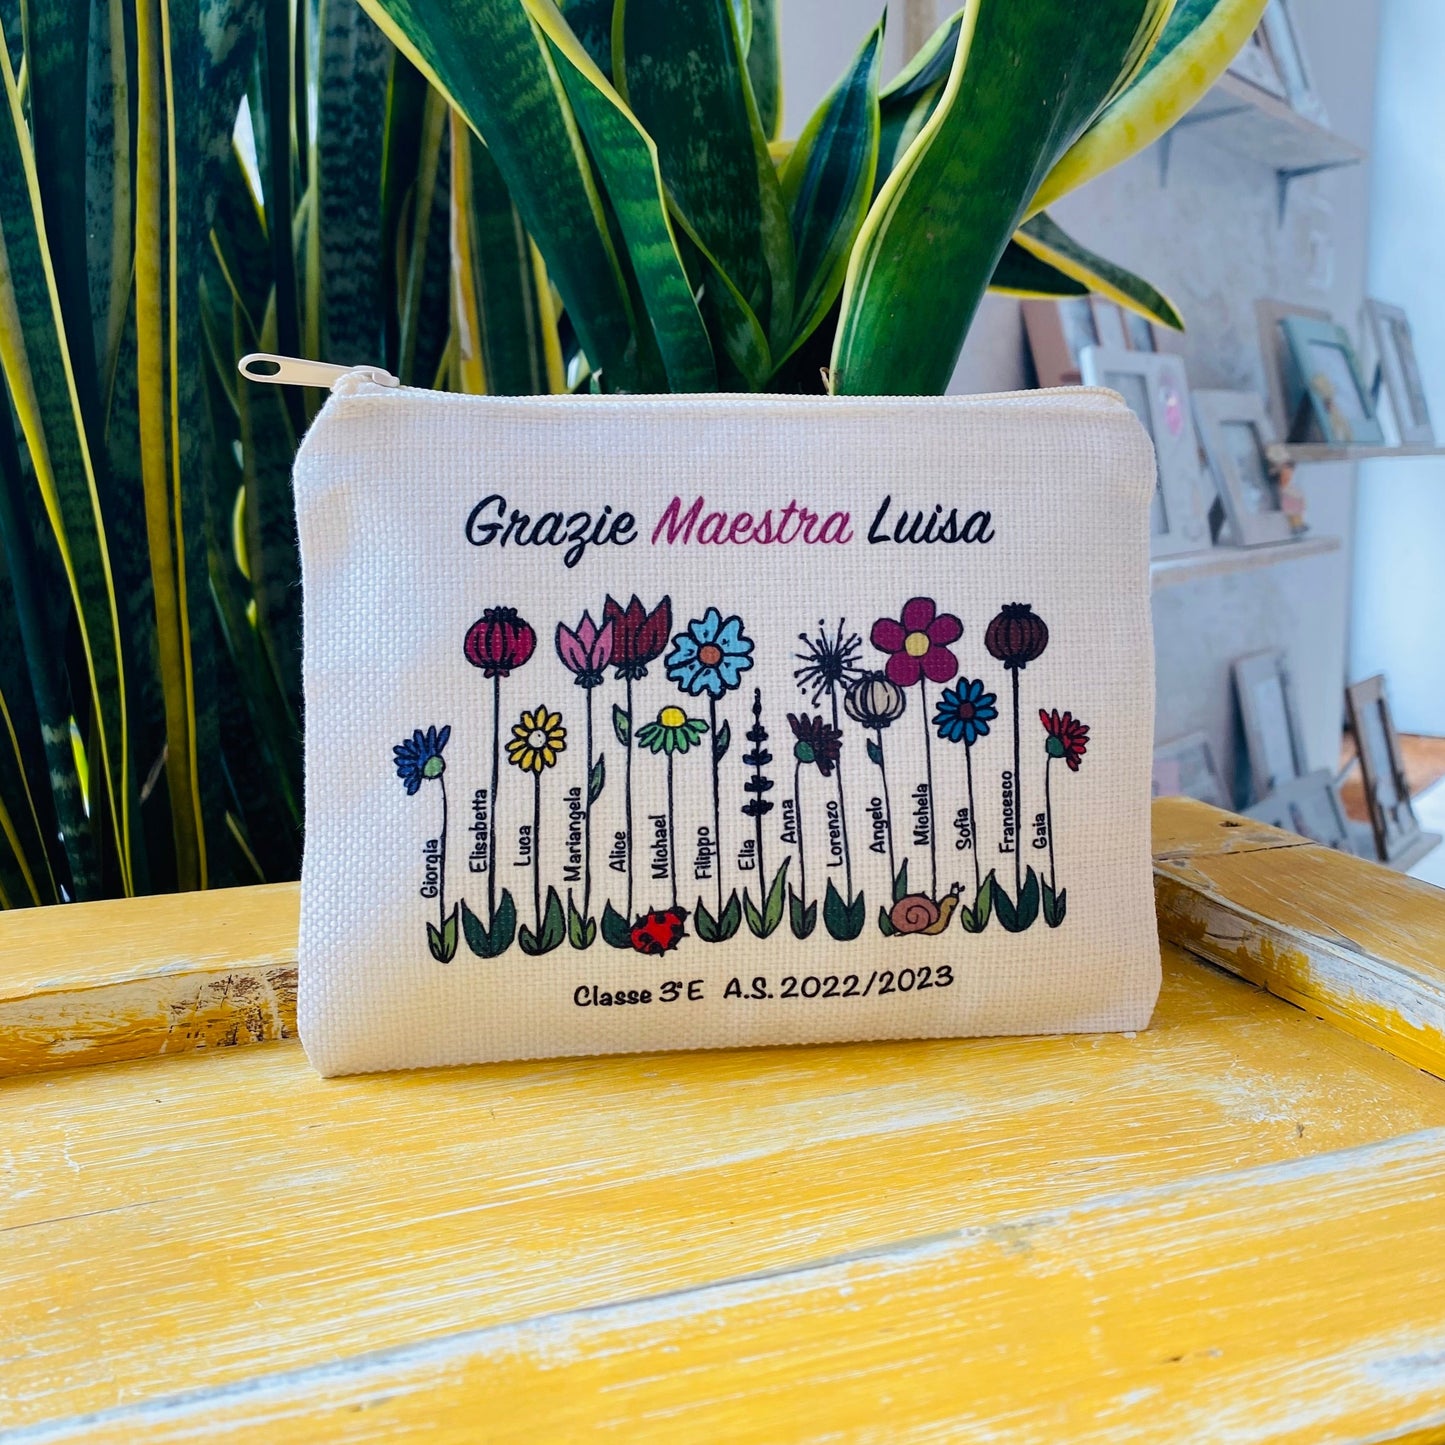 Grazie Maestra Luisa
Giorgia
Elisabetta
Luca
Mariangela
Alice
Michael
Filippo
Elia
Anna
Lorenzo
Angelo
Michela
Sofia
Francesco
Gaia
Classe 3ªE A.S. 2022/2023